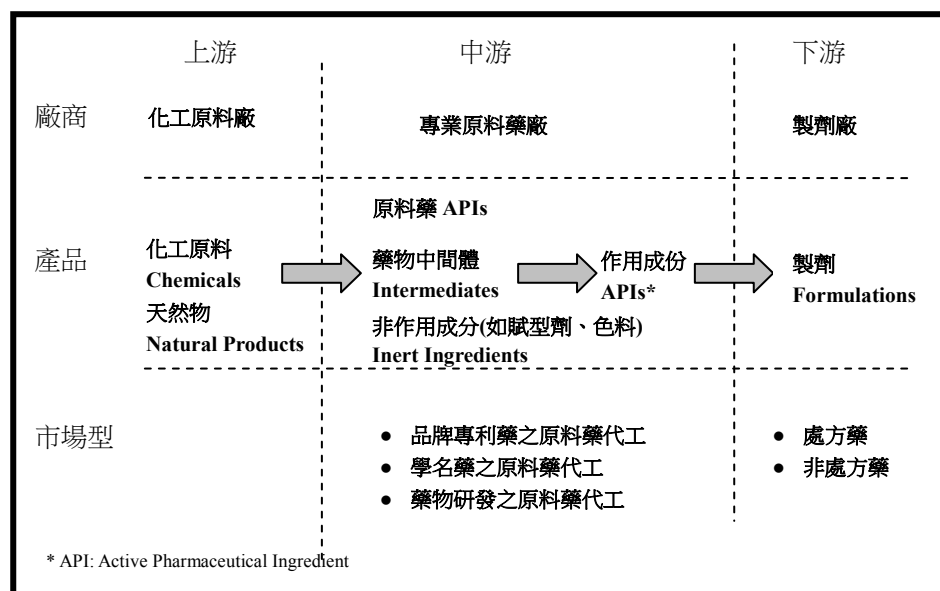 上游 中游 下游
廠商 化工原料廠 專業原料藥廠 製劑廠
原料藥 APIs
產品
化工原料
Chemicals
天然物
Natural Products
藥物中間體
Intermediates
非作用成分(如賦型劑、色料)
Inert Ingredients
作用成份
APIs*
製劑
Formulations
市場型
● 品牌專利藥之原料藥代工
● 學名藥之原料藥代工
● 藥物研發之原料藥代工
● 處方藥
● 非處方藥
* API: Active Pharmaceutical Ingredient